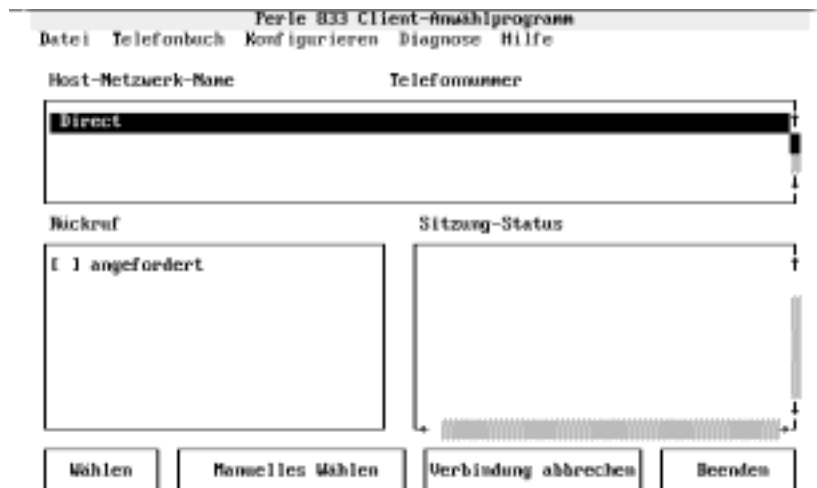 Perle 833 Client-Anwählprogramm
Datei Telefonbuch Konfigurieren Diagnose Hilfe
Host-Netzwerk-Name Telefonnummer
Direct
Rückruf Sitzung-Status
[ ] angefordert
Wählen Manuelles Wählen Verbindung abbrechen Beenden